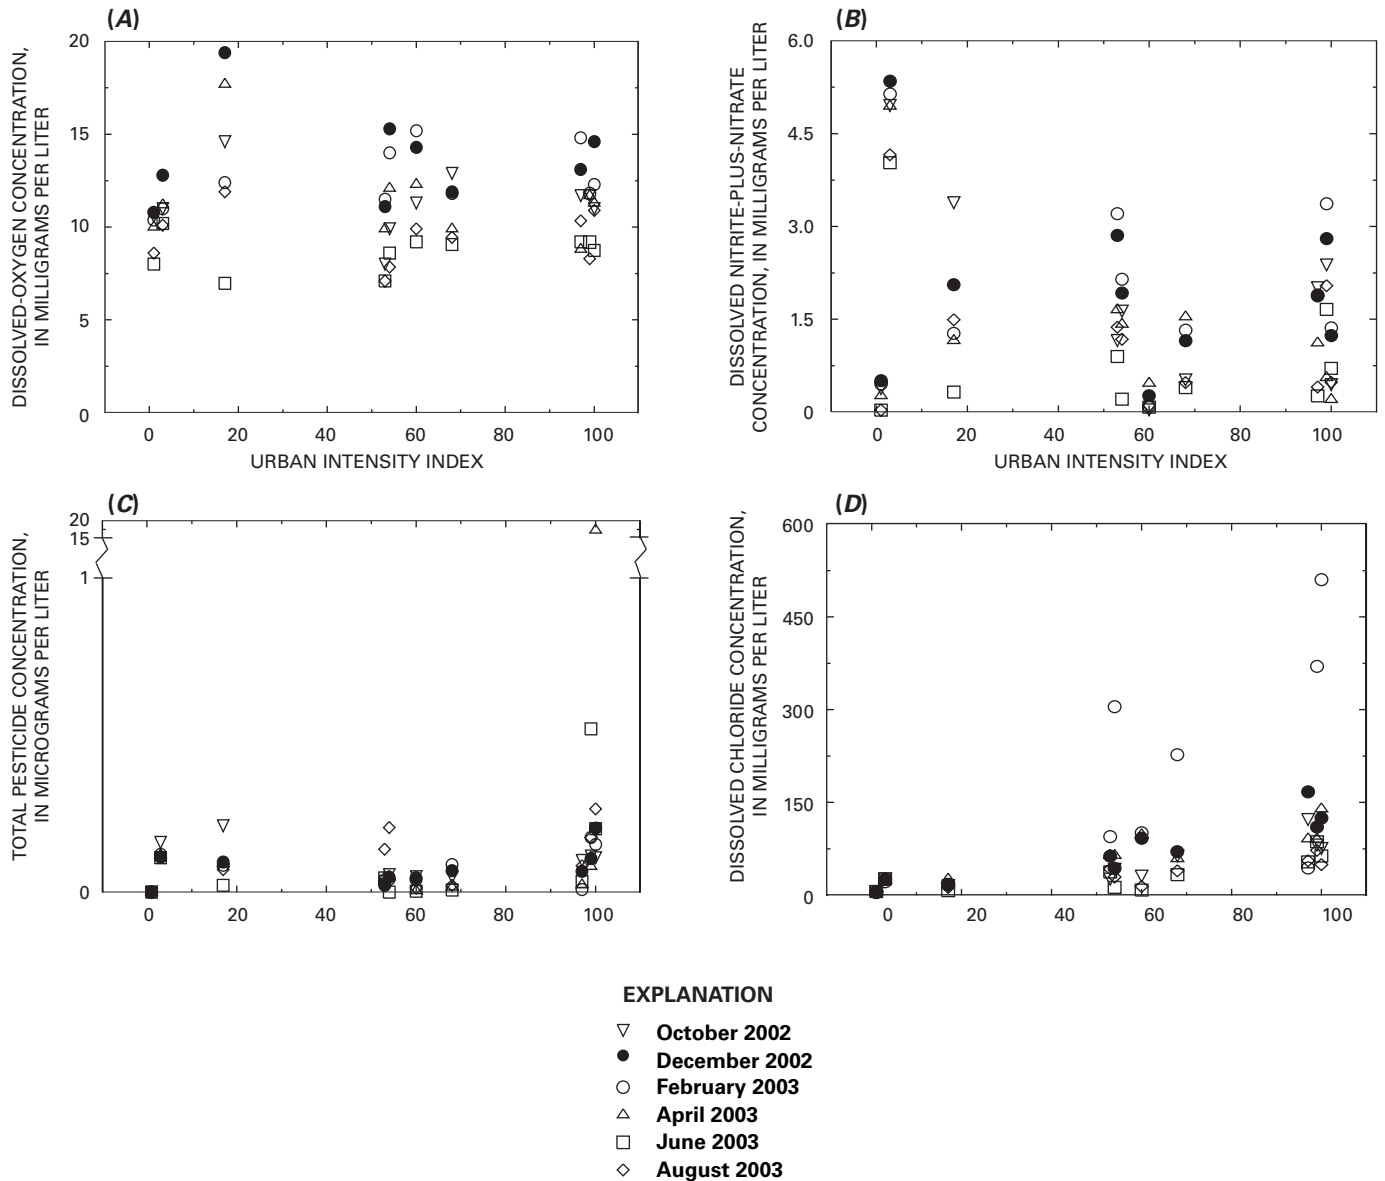 (A)
DISSOLVED-OXYGEN CONCENTRATION,
IN MILLIGRAMS PER LITER
20
15
10
5
0
0 20 40 60 80 100
URBAN INTENSITY INDEX
(B)
DISSOLVED NITRITE-PLUS-NITRATE
CONCENTRATION, IN MILLIGRAMS PER LITER
6.0
4.5
3.0
1.5
0
0 20 40 60 80 100
URBAN INTENSITY INDEX
(C)
TOTAL PESTICIDE CONCENTRATION,
IN MICROGRAMS PER LITER
20
15
1
0
0 20 40 60 80 100
(D)
DISSOLVED CHLORIDE CONCENTRATION,
IN MILLIGRAMS PER LITER
600
450
300
150
0
0 20 40 60 80 100
EXPLANATION
October 2002
December 2002
February 2003
April 2003
June 2003
August 2003